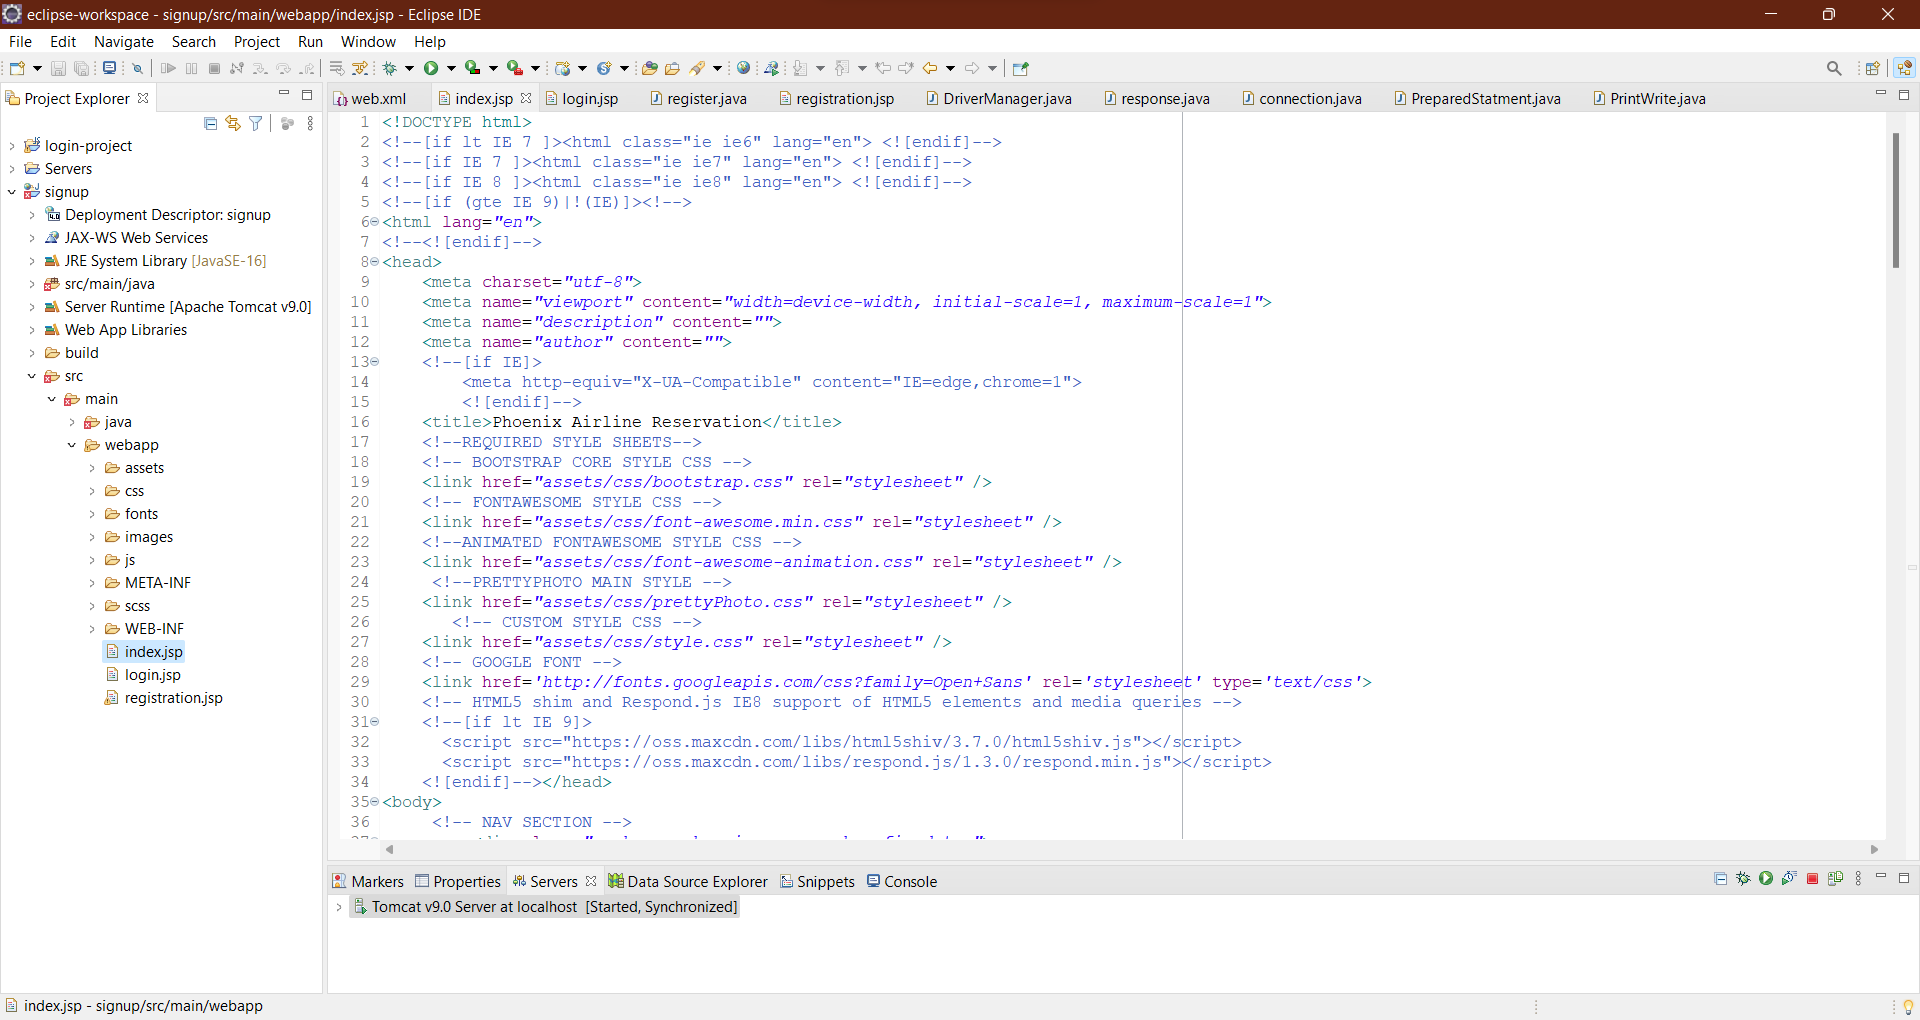 eclipse-workspace - signup/src/main/webapp/index.jsp - Eclipse IDE
File Edit Navigate Search Project Run Window Help
Project Explorer
login-project
Servers
signup
Deployment Descriptor: signup
JAX-WS Web Services
JRE System Library [JavaSE-16]
src/main/java
Server Runtime [Apache Tomcat v9.0]
Web App Libraries
build
src
main
java
webapp
assets
css
fonts
images
js
META-INF
scss
WEB-INF
index.jsp
login.jsp
registration.jsp
web.xml index.jsp login.jsp register.java registration.jsp DriverManager.java response.java connection.java PreparedStatment.java PrintWrite.java
1 <!DOCTYPE html>
2 <!--[if lt IE 7 ]><html class="ie ie6" lang="en"> <![endif]-->
3 <!--[if IE 7 ]><html class="ie ie7" lang="en"> <![endif]-->
4 <!--[if IE 8 ]><html class="ie ie8" lang="en"> <![endif]-->
5 <!--[if (gte IE 9)|!(IE)]><!-->
6 <html lang="en">
7 <!--<![endif]-->
8 <head>
9 <meta charset="utf-8">
10 <meta name="viewport" content="width=device-width, initial-scale=1, maximum-scale=1">
11 <meta name="description" content="">
12 <meta name="author" content="">
13 <!--[if IE]>
14 <meta http-equiv="X-UA-Compatible" content="IE=edge,chrome=1">
15 <![endif]-->
16 <title>Phoenix Airline Reservation</title>
17 <!--REQUIRED STYLE SHEETS-->
18 <!-- BOOTSTRAP CORE STYLE CSS -->
19 <link href="assets/css/bootstrap.css" rel="stylesheet" />
20 <!-- FONTAWESOME STYLE CSS -->
21 <link href="assets/css/font-awesome.min.css" rel="stylesheet" />
22 <!--ANIMATED FONTAWESOME STYLE CSS -->
23 <link href="assets/css/font-awesome-animation.css" rel="stylesheet" />
24 <!--PRETTYPHOTO MAIN STYLE -->
25 <link href="assets/css/prettyPhoto.css" rel="stylesheet" />
26 <!-- CUSTOM STYLE CSS -->
27 <link href="assets/css/style.css" rel="stylesheet" />
28 <!-- GOOGLE FONT -->
29 <link href='http://fonts.googleapis.com/css?family=Open+Sans' rel='stylesheet' type='text/css'>
30 <!-- HTML5 shim and Respond.js IE8 support of HTML5 elements and media queries -->
31 <!--[if lt IE 9]>
32 <script src="https://oss.maxcdn.com/libs/html5shiv/3.7.0/html5shiv.js"></script>
33 <script src="https://oss.maxcdn.com/libs/respond.js/1.3.0/respond.min.js"></script>
34 <![endif]--></head>
35 <body>
36 <!-- NAV SECTION -->
Markers Properties Servers Data Source Explorer Snippets Console
Tomcat v9.0 Server at localhost [Started, Synchronized]
index.jsp - signup/src/main/webapp